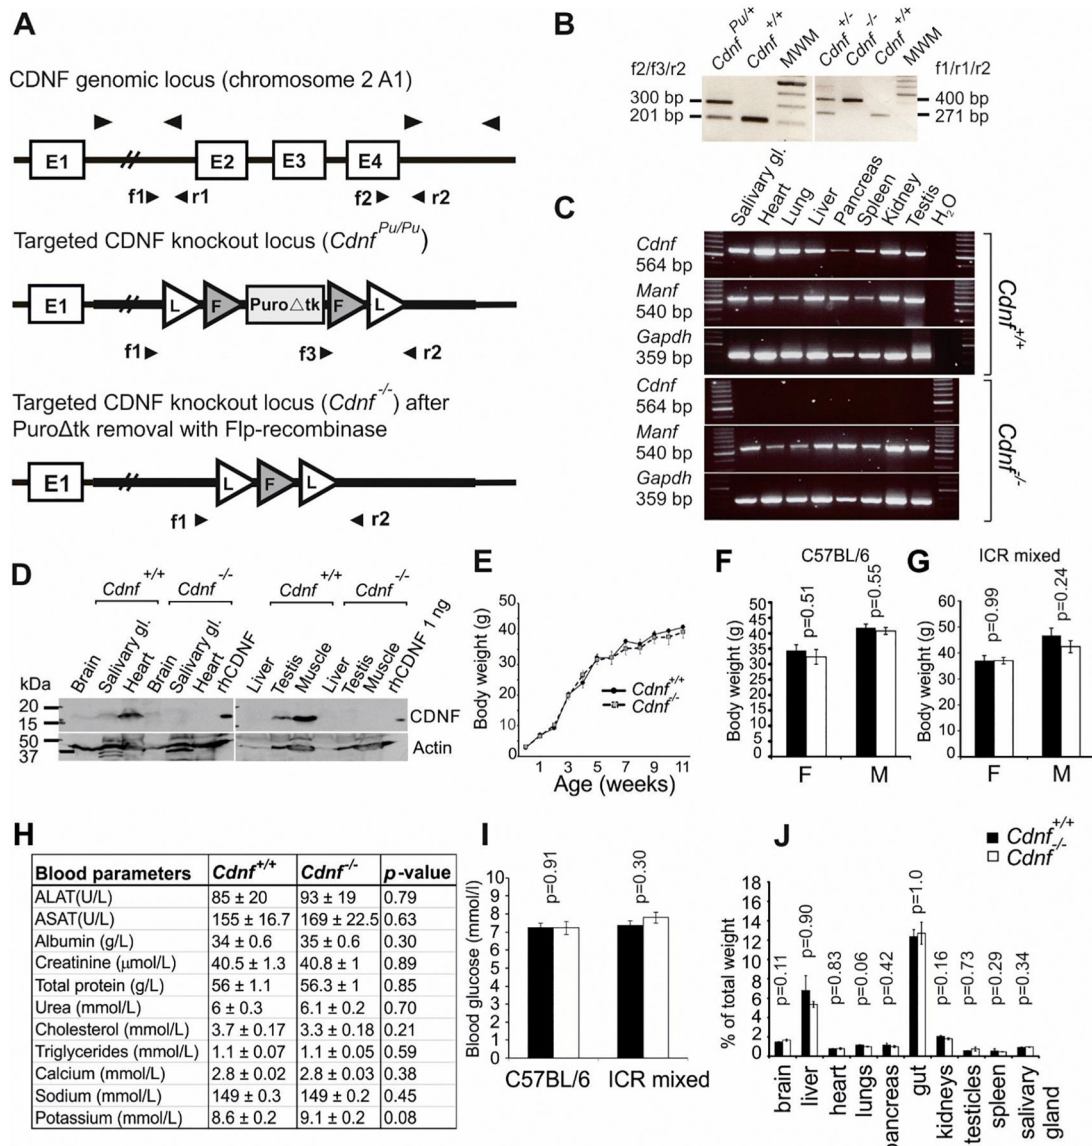 A
CDNF genomic locus (chromosome 2 A1)
E1
E2
E3
E4
f1
r1
f2
r2
Targeted CDNF knockout locus (Cdnf Pu/Pu)
E1
L
F
Puro△tk
F
L
f1
f3
r2
Targeted CDNF knockout locus (Cdnf -/-) after
PuroΔtk removal with Flp-recombinase
E1
L
F
L
f1
r2
B
Cdnf Pu/+
Cdnf +/+
MWM
Cdnf +/-
Cdnf -/-
Cdnf +/+
MWM
f2/f3/r2
f1/r1/r2
300 bp
201 bp
400 bp
271 bp
C
Salivary gl.
Heart
Lung
Liver
Pancreas
Spleen
Kidney
Testis
H2O
Cdnf
564 bp
Manf
540 bp
Gapdh
359 bp
Cdnf +/+
Cdnf
564 bp
Manf
540 bp
Gapdh
359 bp
Cdnf -/-
D
Cdnf +/+
Cdnf -/-
Cdnf +/+
Cdnf -/-
Brain
Salivary gl.
Heart
Brain
Salivary gl.
Heart
rhCDNF
Liver
Testis
Muscle
Liver
Testis
Muscle
rhCDNF 1 ng
kDa
20
15
50
37
CDNF
Actin
E
Body weight (g)
50
40
30
20
10
0
Cdnf +/+
Cdnf -/-
1 3 5 7 9 11
Age (weeks)
F
C57BL/6
p=0.51
p=0.55
Body weight (g)
50
45
40
35
30
25
20
15
10
5
0
F M
G
ICR mixed
p=0.99
p=0.24
Body weight (g)
60
50
40
30
20
10
0
F M
H
Blood parameters Cdnf+/+ Cdnf-/- p-value
ALAT(U/L) 85 ± 20 93 ± 19 0.79
ASAT(U/L) 155 ± 16.7 169 ± 22.5 0.63
Albumin (g/L) 34 ± 0.6 35 ± 0.6 0.30
Creatinine (μmol/L) 40.5 ± 1.3 40.8 ± 1 0.89
Total protein (g/L) 56 ± 1.1 56.3 ± 1 0.85
Urea (mmol/L) 6 ± 0.3 6.1 ± 0.2 0.70
Cholesterol (mmol/L) 3.7 ± 0.17 3.3 ± 0.18 0.21
Triglycerides (mmol/L) 1.1 ± 0.07 1.1 ± 0.05 0.59
Calcium (mmol/L) 2.8 ± 0.02 2.8 ± 0.03 0.38
Sodium (mmol/L) 149 ± 0.3 149 ± 0.2 0.45
Potassium (mmol/L) 8.6 ± 0.2 9.1 ± 0.2 0.08
I
p=0.91
p=0.30
Blood glucose (mmol/l)
10
9
8
7
6
5
4
3
2
1
0
C57BL/6 ICR mixed
J
Cdnf +/+
Cdnf -/-
% of total weight
18
16
14
12
10
8
6
4
2
0
p=0.11
p=0.90
p=0.83
p=0.06
p=0.42
p=1.0
p=0.16
p=0.73
p=0.29
p=0.34
brain
liver
heart
lungs
pancreas
gut
kidneys
testicles
spleen
salivary
gland